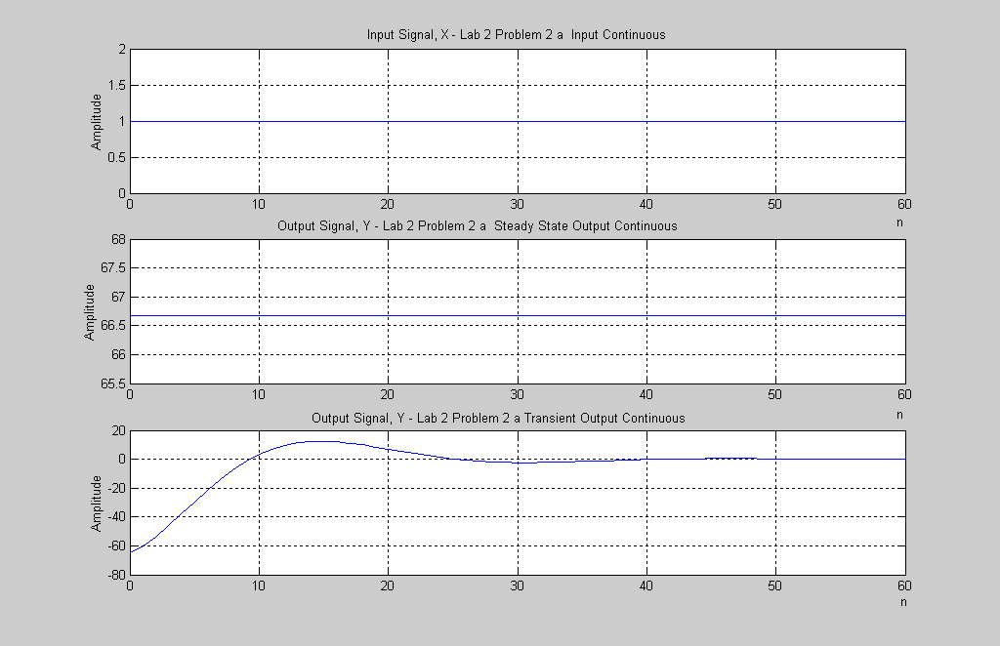 Input Signal, X - Lab 2 Problem 2 a  Input Continuous
2
1.5
1
0.5
0
Amplitude
0 10 20 30 40 50 60
n
Output Signal, Y - Lab 2 Problem 2 a  Steady State Output Continuous
68
67.5
67
66.5
66
65.5
Amplitude
0 10 20 30 40 50 60
n
Output Signal, Y - Lab 2 Problem 2 a Transient Output Continuous
20
0
-20
-40
-60
-80
Amplitude
0 10 20 30 40 50 60
n